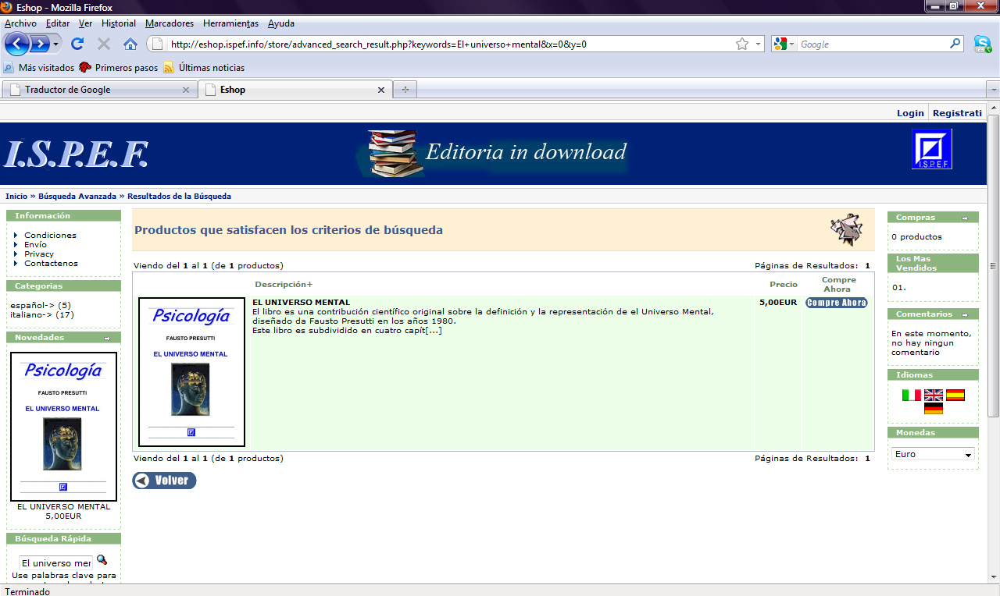 Eshop - Mozilla Firefox
Archivo Editar Ver Historial Marcadores Herramientas Ayuda
http://eshop.ispef.info/store/advanced_search_result.php?keywords=El+universo+mental&x=0&y=0
Google
Más visitados Primeros pasos Últimas noticias
Traductor de Google
Eshop
Login Registrati
I.S.P.E.F.
Editoria in download
I.S.P.E.F.
Inicio » Búsqueda Avanzada » Resultados de la Búsqueda
Información
Condiciones
Envío
Privacy
Contactenos
Categorias
español-> (5)
italiano-> (17)
Novedades
Psicología
FAUSTO PRESUTTI
EL UNIVERSO MENTAL
EL UNIVERSO MENTAL
5,00EUR
Búsqueda Rápida
El universo mer
Use palabras clave para
Productos que satisfacen los criterios de búsqueda
Viendo del 1 al 1 (de 1 productos)
Páginas de Resultados: 1
Descripción+ Precio Compre
Ahora
Psicología
FAUSTO PRESUTTI
EL UNIVERSO MENTAL
EL UNIVERSO MENTAL
El libro es una contribución científico original sobre la definición y la representación de el Universo Mental,
diseñado da Fausto Presutti en los años 1980.
Este libro es subdividido en cuatro capít[...]
5,00EUR
Compre Ahora
Viendo del 1 al 1 (de 1 productos)
Páginas de Resultados: 1
Volver
Compras
0 productos
Los Mas
Vendidos
01.
Comentarios
En este momento,
no hay ningun
comentario
Idiomas
Monedas
Euro
Terminado